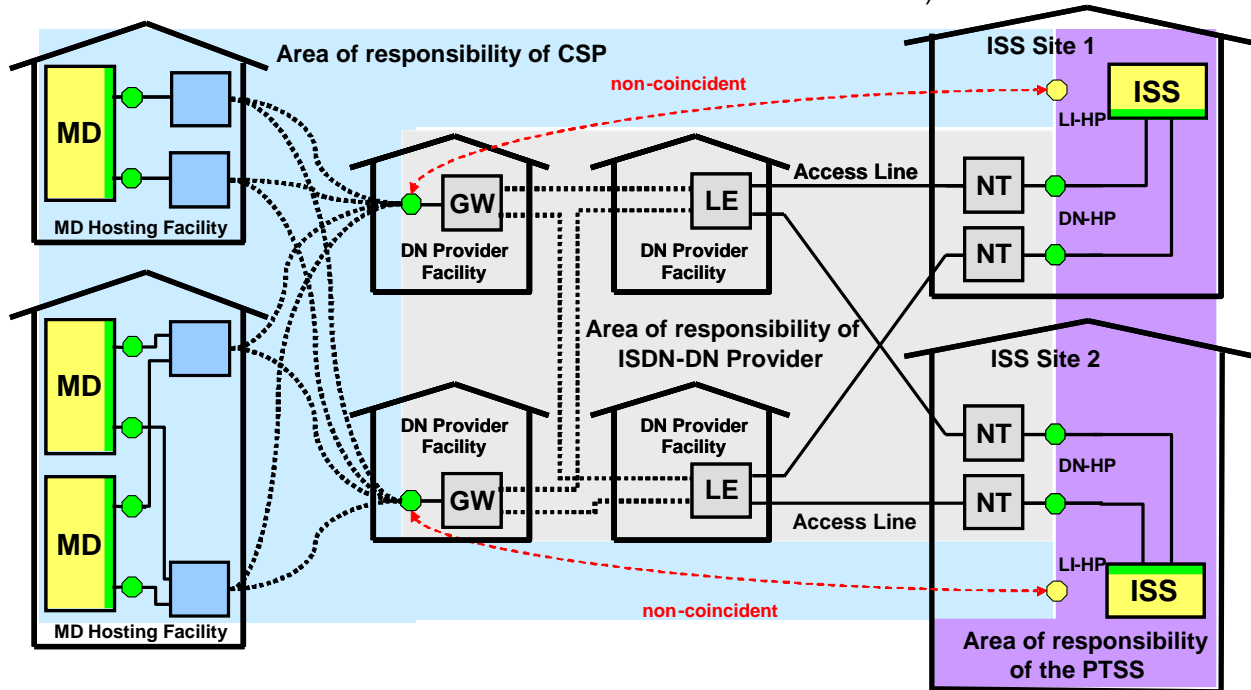 Area of responsibility of CSP
ISS Site 1
non-coincident
MD
ISS
LI-HP
MD Hosting Facility
GW
DN Provider
Facility
LE
DN Provider
Facility
Access Line
NT
DN-HP
NT
Area of responsibility of
ISDN-DN Provider
ISS Site 2
MD
MD
MD Hosting Facility
DN Provider
Facility
GW
DN Provider
Facility
LE
Access Line
NT
DN-HP
NT
LI-HP
ISS
non-coincident
Area of responsibility
of the PTSS